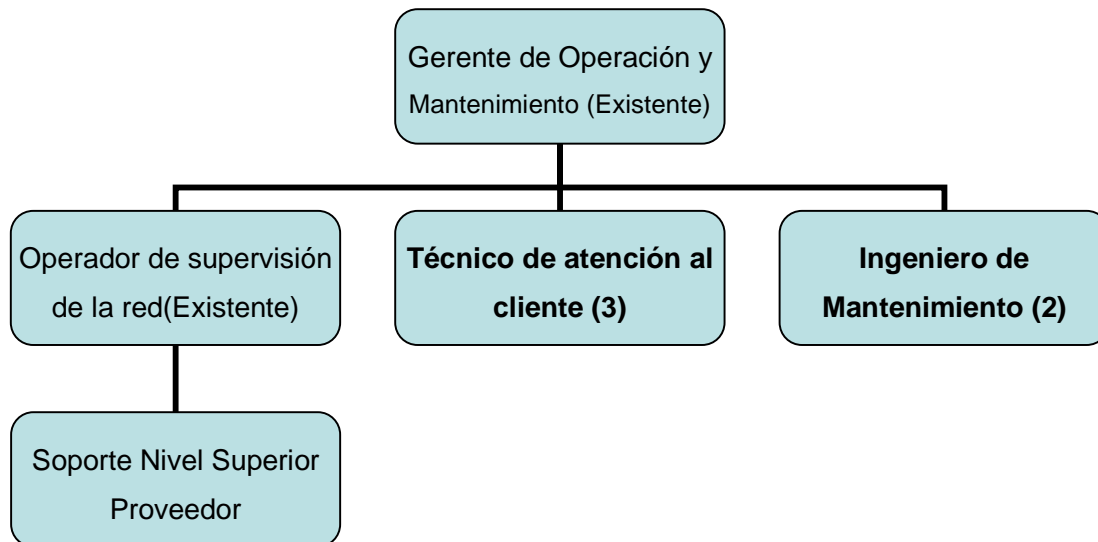 Gerente de Operación y
Mantenimiento (Existente)
Operador de supervisión
de la red(Existente)
Técnico de atención al
cliente (3)
Ingeniero de
Mantenimiento (2)
Soporte Nivel Superior
Proveedor